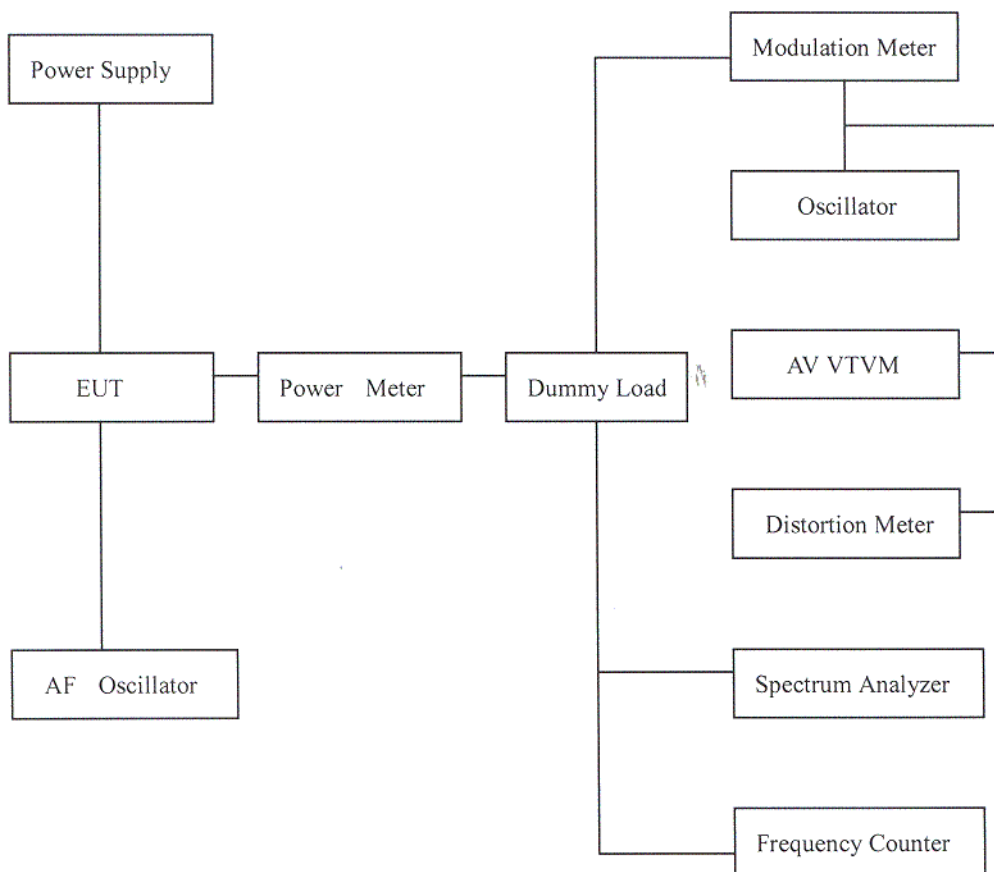 Power Supply
Modulation Meter
Oscillator
EUT
Power Meter
Dummy Load
AV VTVM
Distortion Meter
AF Oscillator
Spectrum Analyzer
Frequency Counter